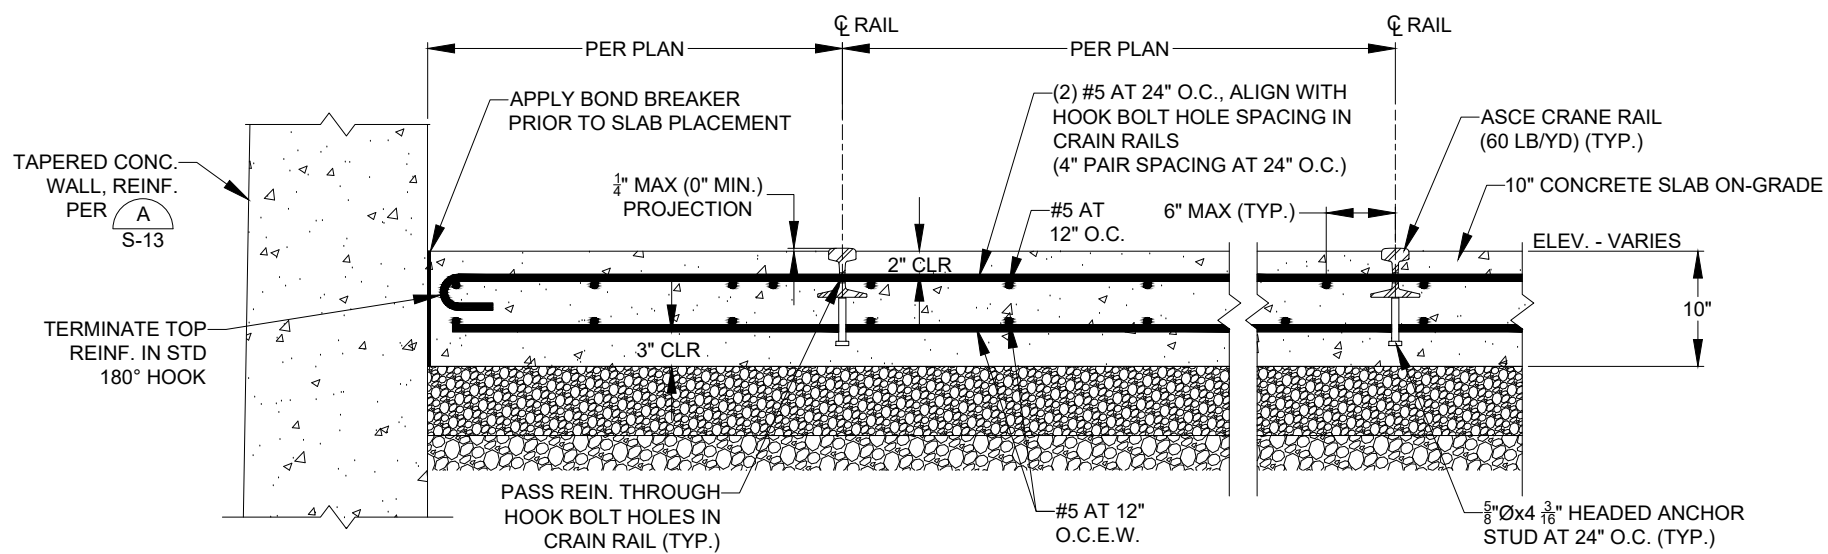 ℄ RAIL
℄ RAIL
PER PLAN
PER PLAN
APPLY BOND BREAKER
PRIOR TO SLAB PLACEMENT
(2) #5 AT 24" O.C., ALIGN WITH
HOOK BOLT HOLE SPACING IN
CRAIN RAILS
(4" PAIR SPACING AT 24" O.C.)
ASCE CRANE RAIL
(60 LB/YD) (TYP.)
TAPERED CONC.
WALL, REINF.
PER
A
S-13
1/4" MAX (0" MIN.)
PROJECTION
#5 AT
12" O.C.
6" MAX (TYP.)
10" CONCRETE SLAB ON-GRADE
ELEV. - VARIES
2" CLR
10"
TERMINATE TOP
REINF. IN STD
180° HOOK
3" CLR
PASS REIN. THROUGH
HOOK BOLT HOLES IN
CRAIN RAIL (TYP.)
#5 AT 12"
O.C.E.W.
5/8"Øx4 3/16" HEADED ANCHOR
STUD AT 24" O.C. (TYP.)